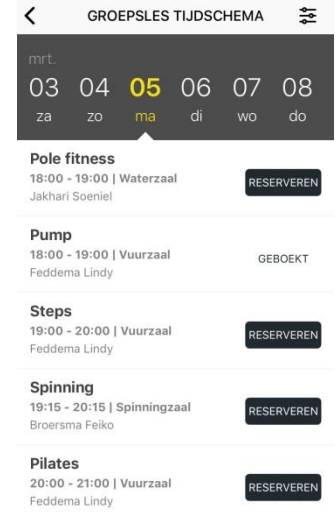 GROEPSLES TIJDSCHEMA
mrt.
03 04 05 06 07 08
za zo ma di wo do
Pole fitness
18:00 - 19:00 | Waterzaal
RESERVEREN
Jakhari Soeniel
Pump
18:00 - 19:00 | Vuurzaal
GEBOEKT
Feddema Lindy
Steps
19:00 - 20:00 | Vuurzaal
RESERVEREN
Feddema Lindy
Spinning
19:15 - 20:15 | Spinningzaal
RESERVEREN
Broersma Feiko
Pilates
20:00 - 21:00 | Vuurzaal
RESERVEREN
Feddema Lindy